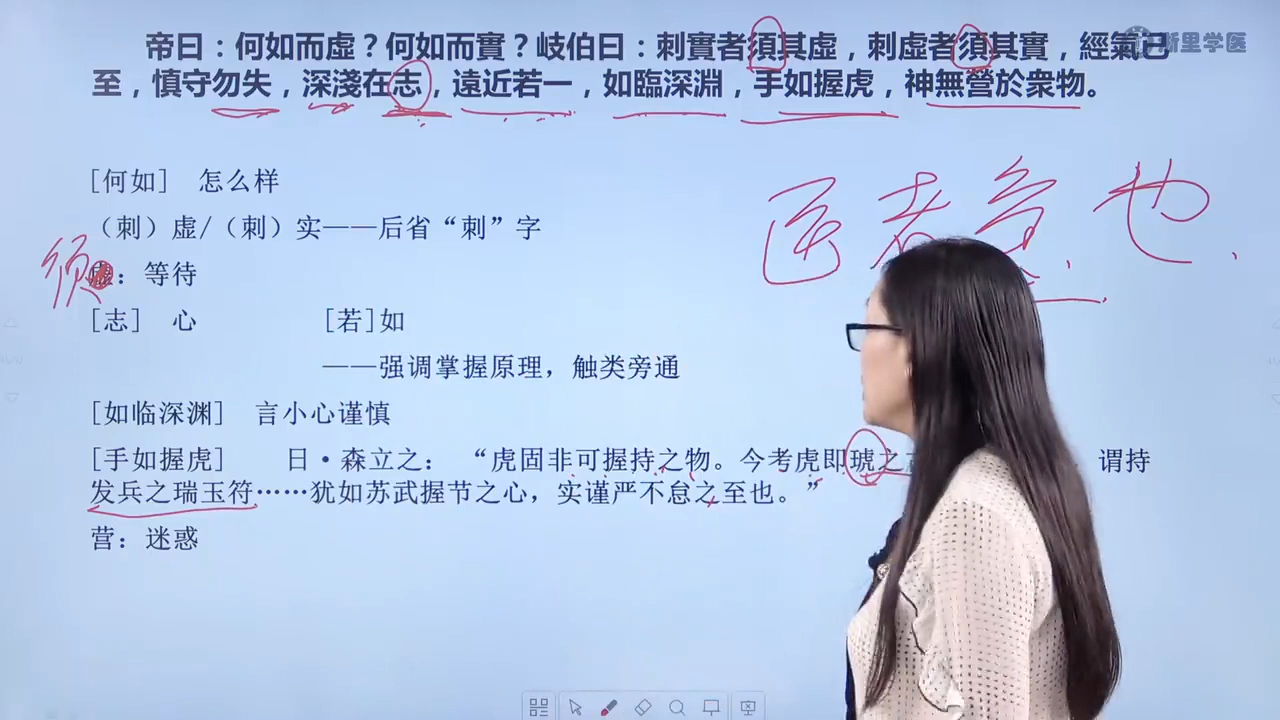 帝曰：何如而虛？何如而實？岐伯曰：刺實者須其虛，刺虛者須其實，經氣已
至，慎守勿失，深淺在志，遠近若一，如臨深淵，手如握虎，神無營於衆物。
斯里学医
[何如] 怎么样
（刺）虚/（刺）实——后省“刺”字
医者意也.
须
：等待
[志] 心 [若]如
——强调掌握原理，触类旁通
[如临深渊] 言小心谨慎
[手如握虎] 日·森立之： “虎固非可握持之物。今考虎即琥之 谓持
发兵之瑞玉符……犹如苏武握节之心，实谨严不怠之至也。”
营：迷惑